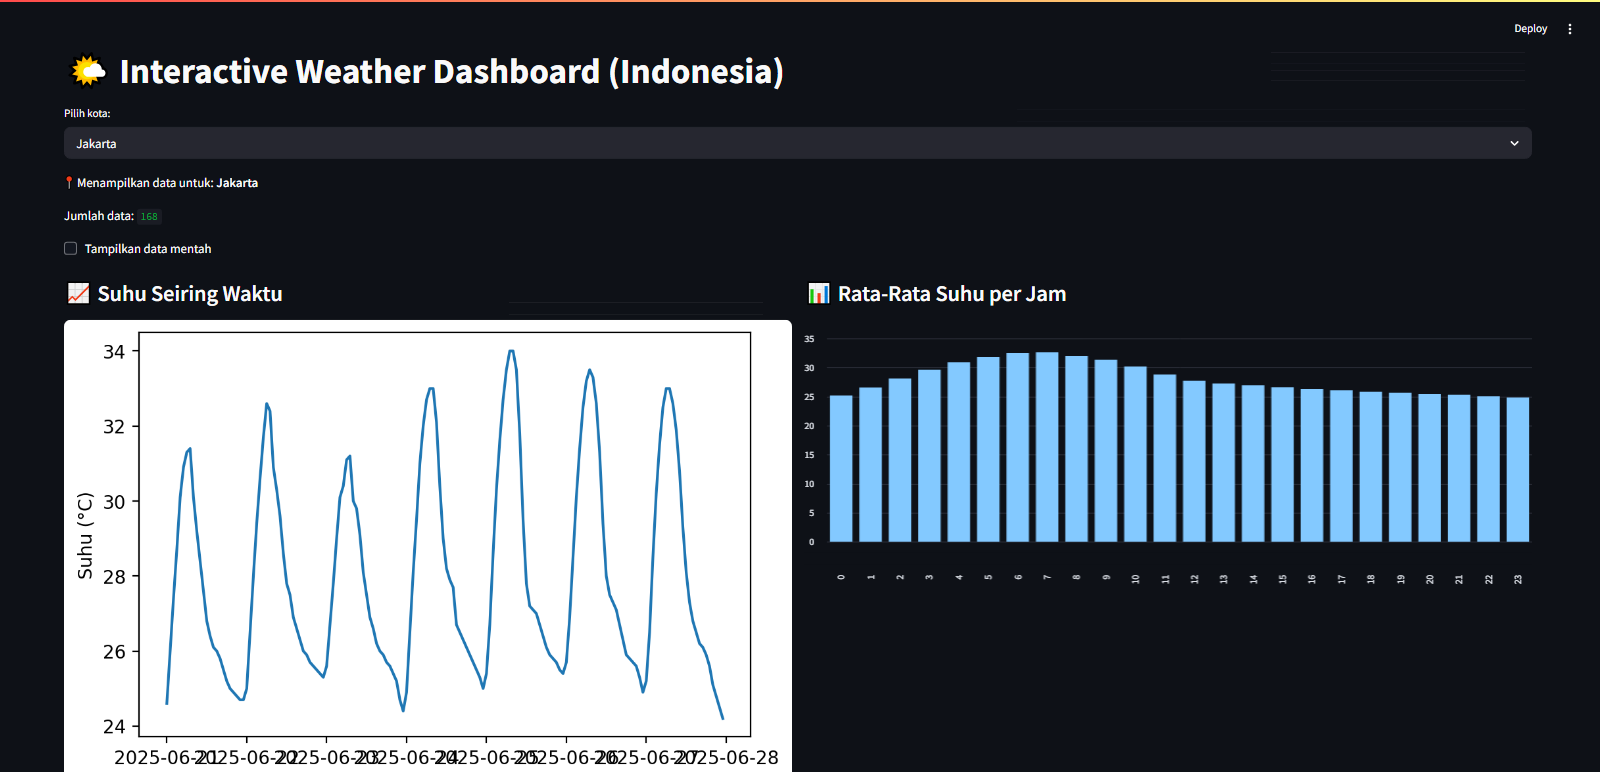 Deploy
Interactive Weather Dashboard (Indonesia)
Pilih kota:
Jakarta
Menampilkan data untuk: Jakarta
Jumlah data: 168
Tampilkan data mentah
Suhu Seiring Waktu
34
32
30
28
26
24
Suhu (°C)
2025-06-21 2025-06-22 2025-06-23 2025-06-24 2025-06-25 2025-06-26 2025-06-27 2025-06-28
Rata-Rata Suhu per Jam
35
30
25
20
15
10
5
0
0 1 2 3 4 5 6 7 8 9 10 11 12 13 14 15 16 17 18 19 20 21 22 23